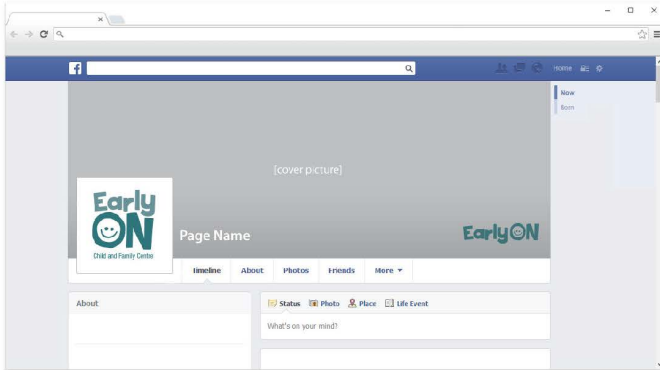 Home
Now
Born
[cover picture]
Early
ON
Child and Family Centre
Page Name
EarlyON
Timeline About Photos Friends More
About
Status Photo Place Life Event
What's on your mind?